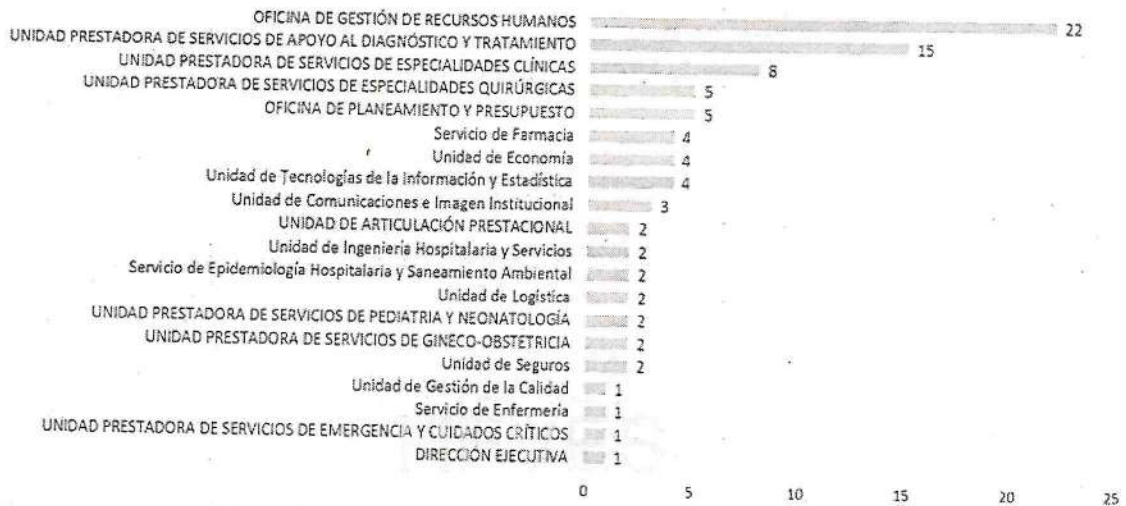 OFICINA DE GESTIÓN DE RECURSOS HUMANOS 22
UNIDAD PRESTADORA DE SERVICIOS DE APOYO AL DIAGNÓSTICO Y TRATAMIENTO 15
UNIDAD PRESTADORA DE SERVICIOS DE ESPECIALIDADES CLÍNICAS 8
UNIDAD PRESTADORA DE SERVICIOS DE ESPECIALIDADES QUIRÚRGICAS 5
OFICINA DE PLANEAMIENTO Y PRESUPUESTO 5
Servicio de Farmacia 4
Unidad de Economía 4
Unidad de Tecnologías de la Información y Estadística 4
Unidad de Comunicaciones e Imagen Institucional 3
UNIDAD DE ARTICULACIÓN PRESTACIONAL 2
Unidad de Ingeniería Hospitalaria y Servicios 2
Servicio de Epidemiología Hospitalaria y Saneamiento Ambiental 2
Unidad de Logística 2
UNIDAD PRESTADORA DE SERVICIOS DE PEDIATRIA Y NEONATOLOGÍA 2
UNIDAD PRESTADORA DE SERVICIOS DE GINECO-OBSTETRICIA 2
Unidad de Seguros 2
Unidad de Gestión de la Calidad 1
Servicio de Enfermería 1
UNIDAD PRESTADORA DE SERVICIOS DE EMERGENCIA Y CUIDADOS CRÍTICOS 1
DIRECCIÓN EJECUTIVA 1
0 5 10 15 20 25